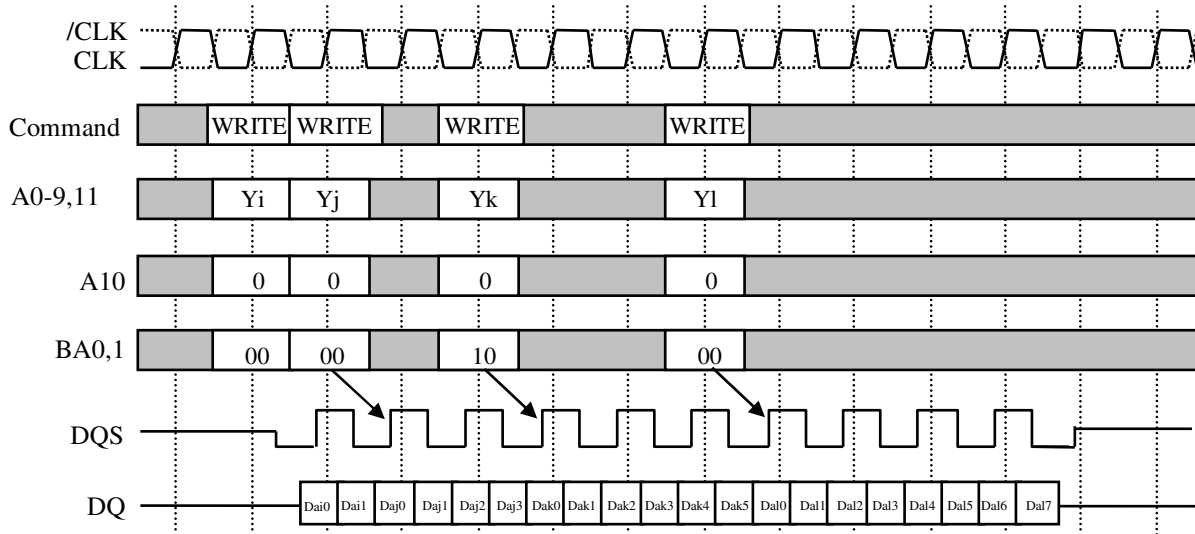 /CLK
CLK
Command WRITE WRITE WRITE WRITE
A0-9,11 Yi Yj Yk Yl
A10 0 0 0 0
BA0,1 00 00 10 00
DQS
DQ Dai0 Dai1 Daj0 Daj1 Daj2 Daj3 Dak0 Dak1 Dak2 Dak3 Dak4 Dak5 Dal0 Dal1 Dal2 Dal3 Dal4 Dal5 Dal6 Dal7